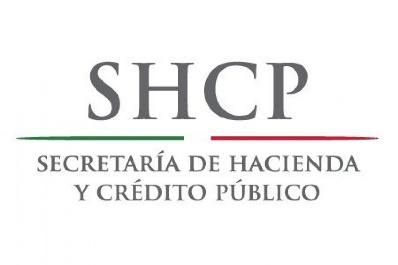 SHCP
SECRETARÍA DE HACIENDA
Y CRÉDITO PÚBLICO